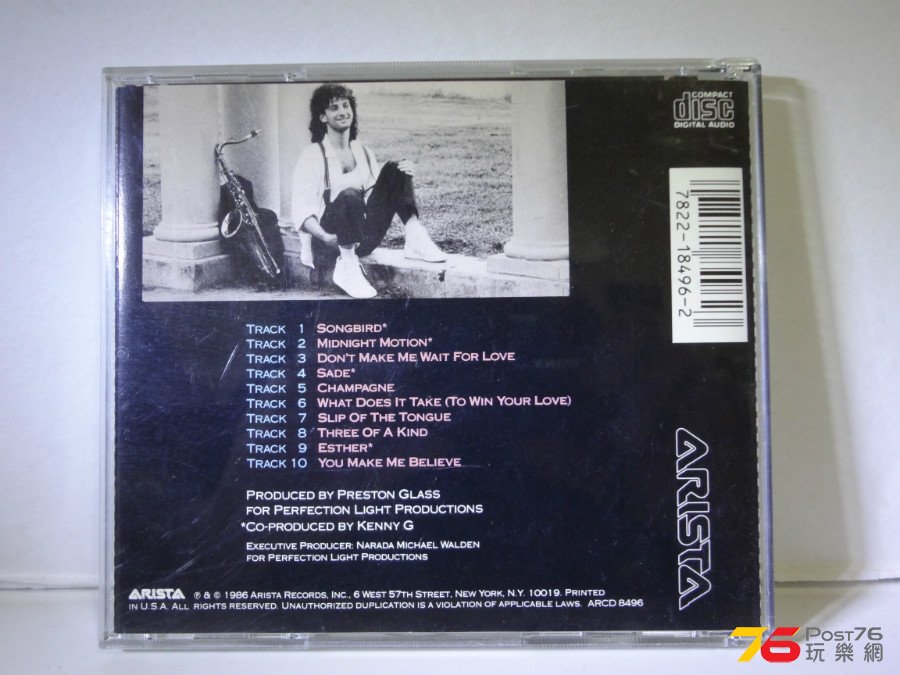 COMPACT
disc
DIGITAL AUDIO
7822-18496-2
TRACK 1 SONGBIRD*
TRACK 2 MIDNIGHT MOTION*
TRACK 3 DON'T MAKE ME WAIT FOR LOVE
TRACK 4 SADE*
TRACK 5 CHAMPAGNE
TRACK 6 WHAT DOES IT TAKE (TO WIN YOUR LOVE)
TRACK 7 SLIP OF THE TONGUE
TRACK 8 THREE OF A KIND
TRACK 9 ESTHER*
TRACK 10 YOU MAKE ME BELIEVE
PRODUCED BY PRESTON GLASS
FOR PERFECTION LIGHT PRODUCTIONS
*CO-PRODUCED BY KENNY G
EXECUTIVE PRODUCER: NARADA MICHAEL WALDEN
FOR PERFECTION LIGHT PRODUCTIONS
ARISTA
ARISTA ℗ & © 1986 ARISTA RECORDS, INC., 6 WEST 57TH STREET, NEW YORK, N.Y. 10019. PRINTED
IN U.S.A. ALL RIGHTS RESERVED. UNAUTHORIZED DUPLICATION IS A VIOLATION OF APPLICABLE LAWS. ARCD 8496
76 POST76
玩樂網